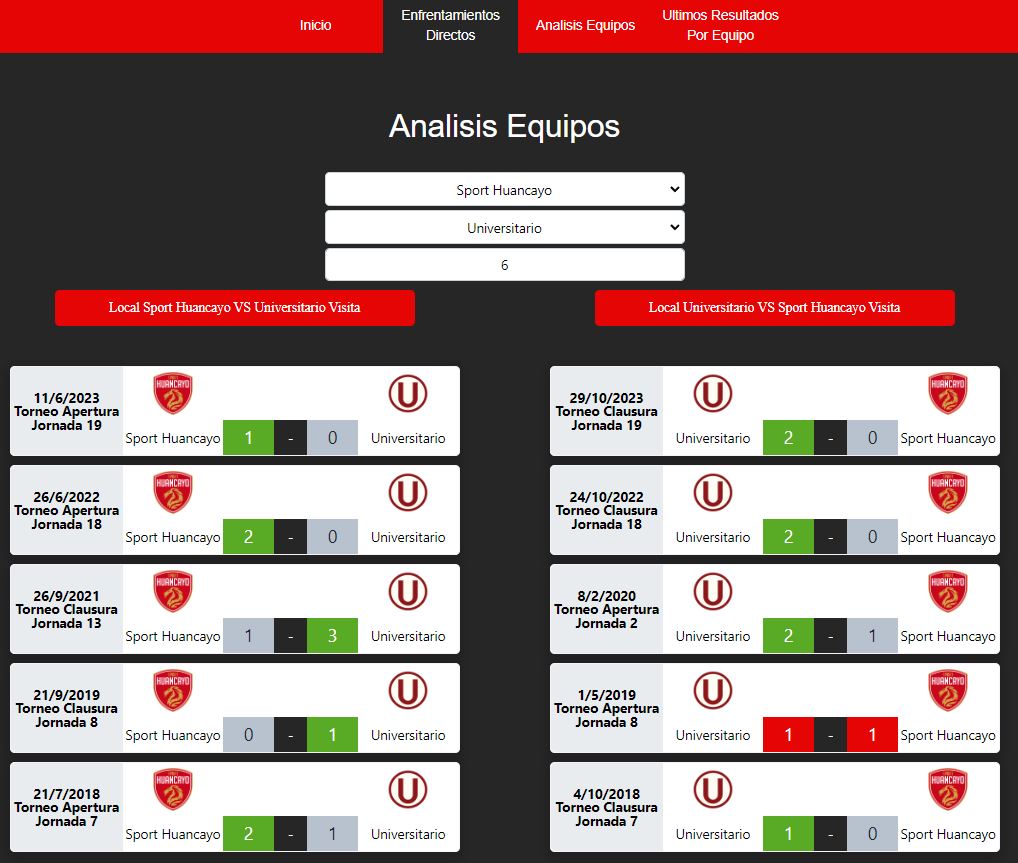 Inicio
Enfrentamientos
Directos
Analisis Equipos
Ultimos Resultados
Por Equipo
Analisis Equipos
Sport Huancayo
Universitario
6
Local Sport Huancayo VS Universitario Visita
11/6/2023
Torneo Apertura
Jornada 19
HUANCAYO
U
Sport Huancayo 1 - 0 Universitario
26/6/2022
Torneo Apertura
Jornada 18
HUANCAYO
U
Sport Huancayo 2 - 0 Universitario
26/9/2021
Torneo Clausura
Jornada 13
HUANCAYO
U
Sport Huancayo 1 - 3 Universitario
21/9/2019
Torneo Clausura
Jornada 8
HUANCAYO
U
Sport Huancayo 0 - 1 Universitario
21/7/2018
Torneo Apertura
Jornada 7
HUANCAYO
U
Sport Huancayo 2 - 1 Universitario
Local Universitario VS Sport Huancayo Visita
29/10/2023
Torneo Clausura
Jornada 19
U
HUANCAYO
Universitario 2 - 0 Sport Huancayo
24/10/2022
Torneo Clausura
Jornada 18
U
HUANCAYO
Universitario 2 - 0 Sport Huancayo
8/2/2020
Torneo Apertura
Jornada 2
U
HUANCAYO
Universitario 2 - 1 Sport Huancayo
1/5/2019
Torneo Apertura
Jornada 8
U
HUANCAYO
Universitario 1 - 1 Sport Huancayo
4/10/2018
Torneo Clausura
Jornada 7
U
HUANCAYO
Universitario 1 - 0 Sport Huancayo